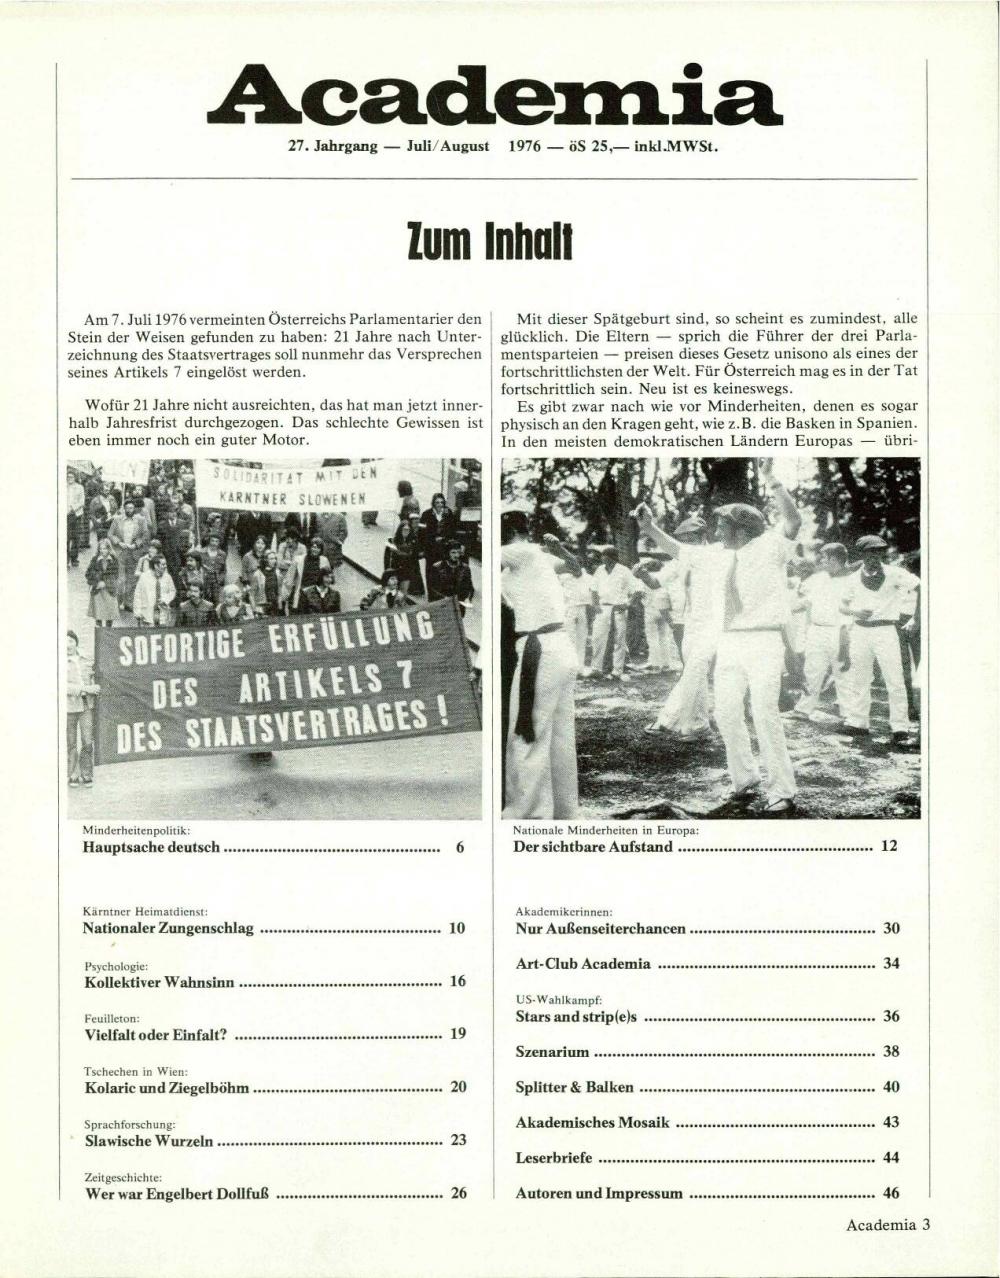 Academia
27. Jahrgang — Juli/August 1976 — öS 25,— inkl.MWSt.
Zum Inhalt
Am 7. Juli 1976 vermeinten Österreichs Parlamentarier den
Stein der Weisen gefunden zu haben: 21 Jahre nach Unter-
zeichnung des Staatsvertrages soll nunmehr das Versprechen
seines Artikels 7 eingelöst werden.
Wofür 21 Jahre nicht ausreichten, das hat man jetzt inner-
halb Jahresfrist durchgezogen. Das schlechte Gewissen ist
eben immer noch ein guter Motor.
SOLIDARITÄT MIT DEN
KÄRNTNER SLOWENEN
SOFORTIGE ERFÜLLUNG
DES ARTIKELS 7
DES STAATSVERTRAGES!
Minderheitenpolitik:
Hauptsache deutsch ........ 6
Kärntner Heimatdienst:
Nationaler Zungenschlag ........ 10
Psychologie:
Kollektiver Wahnsinn ........ 16
Feuilleton:
Vielfalt oder Einfalt? ........ 19
Tschechen in Wien:
Kolaric und Ziegelböhm ........ 20
Sprachforschung:
Slawische Wurzeln ........ 23
Zeitgeschichte:
Wer war Engelbert Dollfuß ........ 26
Mit dieser Spätgeburt sind, so scheint es zumindest, alle
glücklich. Die Eltern — sprich die Führer der drei Parla-
mentsparteien — preisen dieses Gesetz unisono als eines der
fortschrittlichsten der Welt. Für Österreich mag es in der Tat
fortschrittlich sein. Neu ist es keineswegs.
Es gibt zwar nach wie vor Minderheiten, denen es sogar
physisch an den Kragen geht, wie z.B. die Basken in Spanien.
In den meisten demokratischen Ländern Europas — übri-
Nationale Minderheiten in Europa:
Der sichtbare Aufstand ........ 12
Akademikerinnen:
Nur Außenseiterchancen ........ 30
Art-Club Academia ........ 34
US-Wahlkampf:
Stars and strip(e)s ........ 36
Szenarium ........ 38
Splitter & Balken ........ 40
Akademisches Mosaik ........ 43
Leserbriefe ........ 44
Autoren und Impressum ........ 46
Academia 3